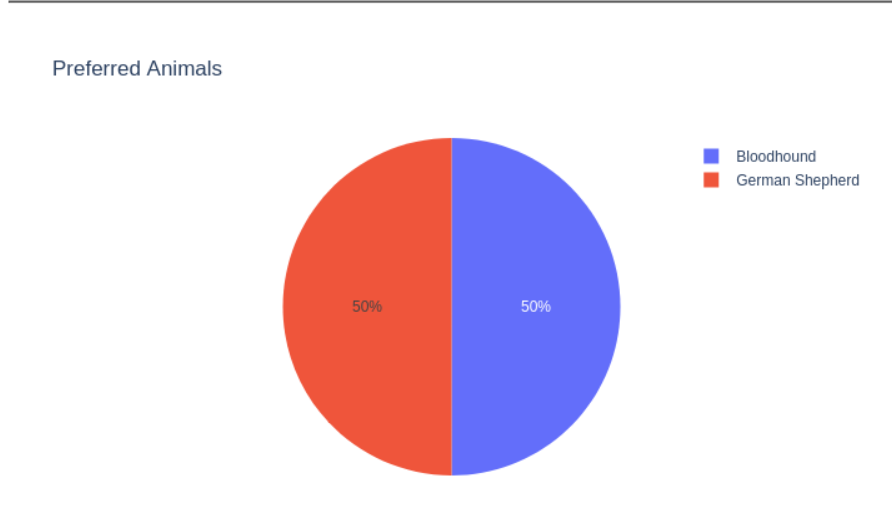 Preferred Animals
Bloodhound
German Shepherd
50%
50%